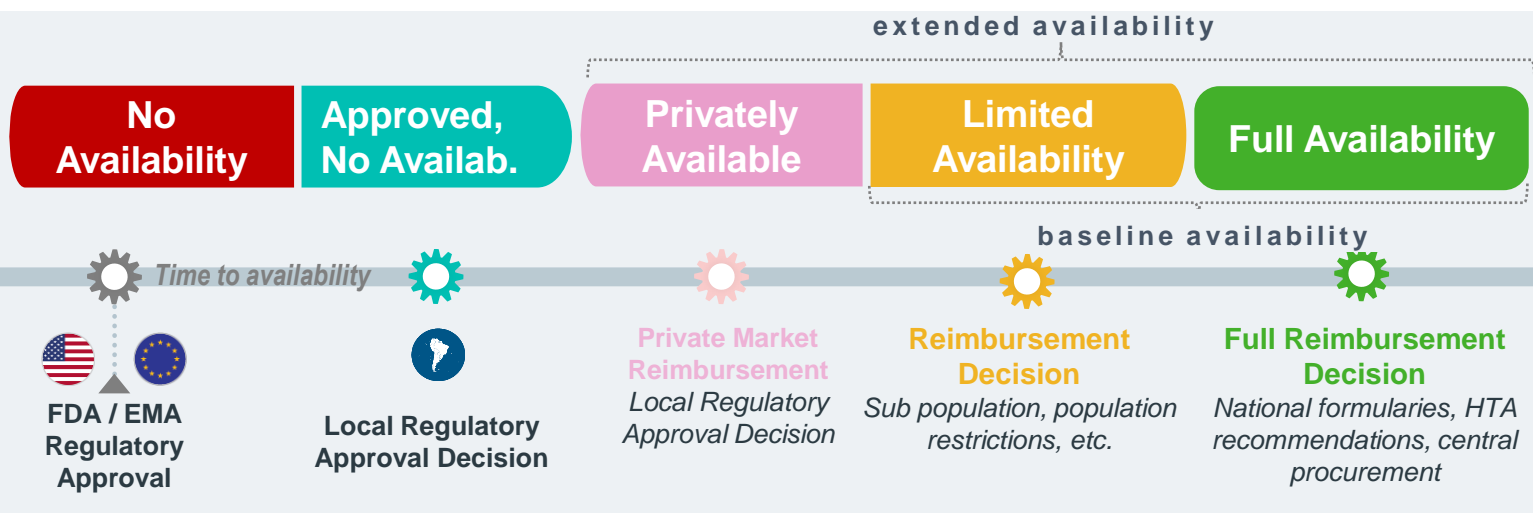 extended availability
No
Availability
Approved,
No Availab.
Privately
Available
Limited
Availability
Full Availability
baseline availability
Time to availability
FDA / EMA
Regulatory
Approval
Local Regulatory
Approval Decision
Private Market
Reimbursement
Local Regulatory
Approval Decision
Reimbursement
Decision
Sub population, population
restrictions, etc.
Full Reimbursement
Decision
National formularies, HTA
recommendations, central
procurement